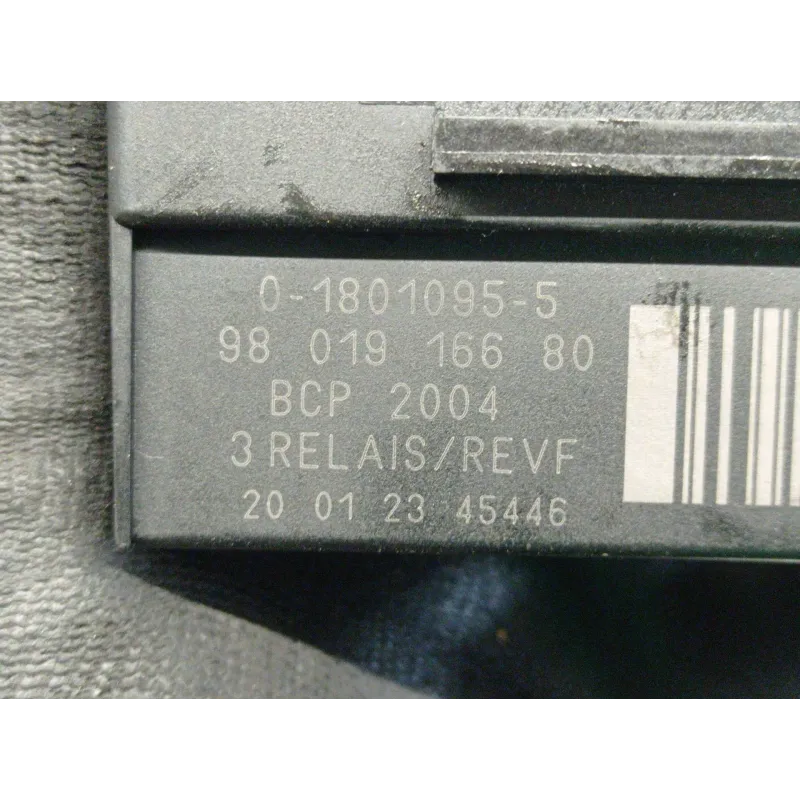 0-1801095-5
98 019 166 80
BCP 2004
3 RELAIS/REVF
20 01 23 45446